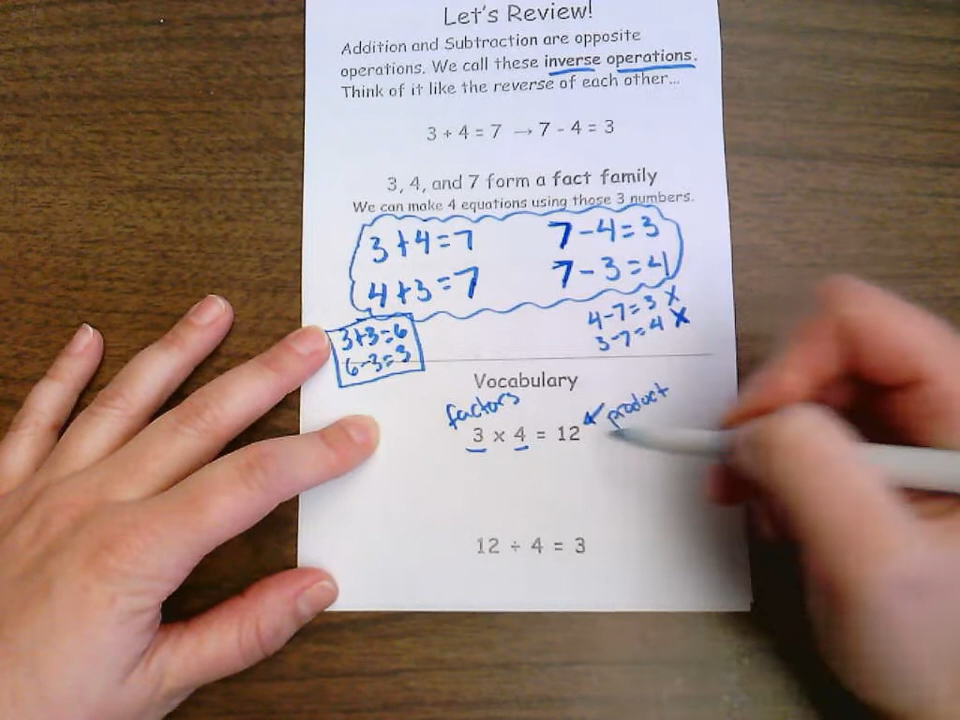 Let's Review!
Addition and Subtraction are opposite
operations. We call these inverse operations.
Think of it like the reverse of each other...
3 + 4 = 7 → 7 - 4 = 3
3, 4, and 7 form a fact family
We can make 4 equations using those 3 numbers.
3+4=7 7-4=3
4+3=7 7-3=4
4-7=3 X
3-7=4 X
3+3=6
6-3=3
Vocabulary
factors product
3 x 4 = 12
12 ÷ 4 = 3